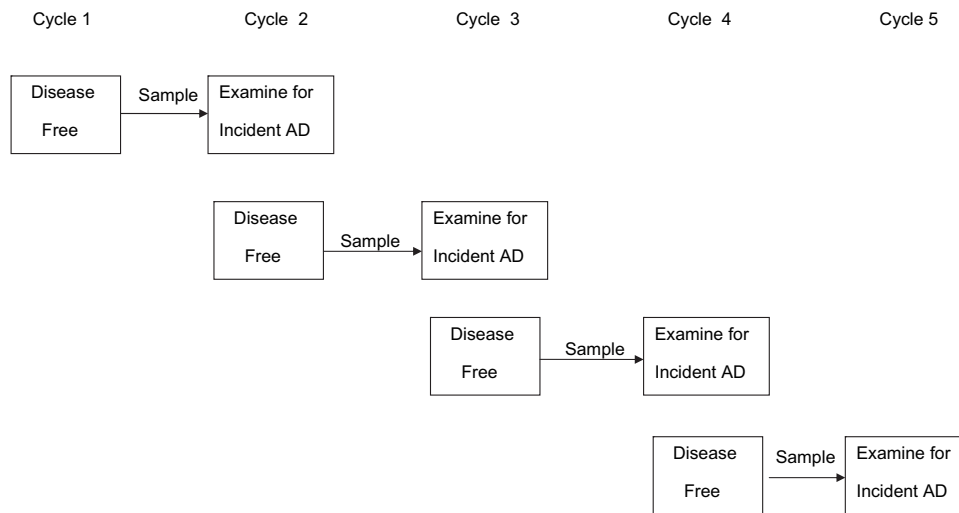 Cycle 1 Cycle 2 Cycle 3 Cycle 4 Cycle 5
Disease
Free
Sample
Examine for
Incident AD
Disease
Free
Sample
Examine for
Incident AD
Disease
Free
Sample
Examine for
Incident AD
Disease
Free
Sample
Examine for
Incident AD